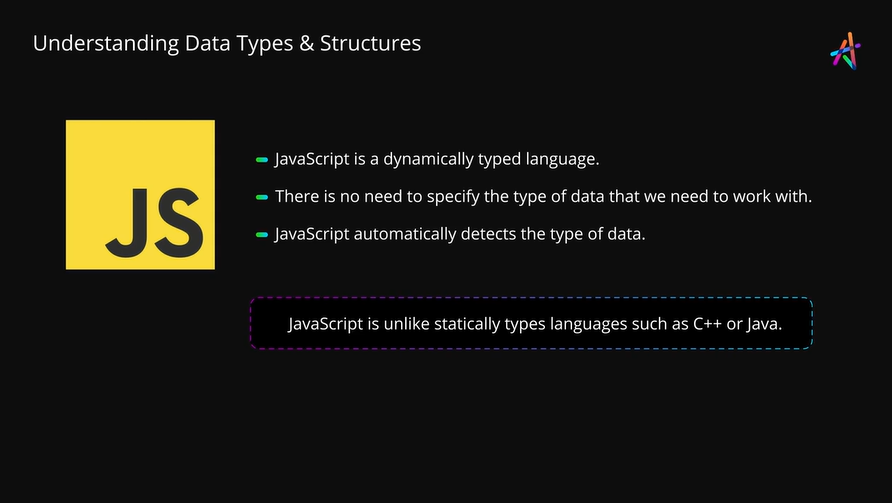 Understanding Data Types & Structures
JS
JavaScript is a dynamically typed language.
There is no need to specify the type of data that we need to work with.
JavaScript automatically detects the type of data.
JavaScript is unlike statically types languages such as C++ or Java.